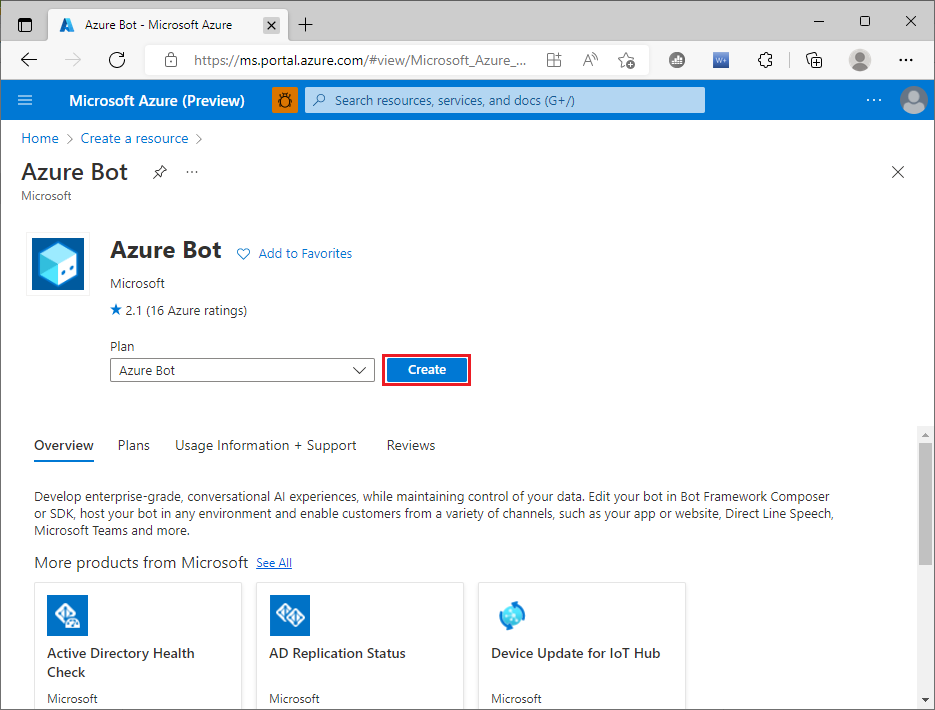 Azure Bot - Microsoft Azure
https://ms.portal.azure.com/#view/Microsoft_Azure_...
Microsoft Azure (Preview)
Search resources, services, and docs (G+/)
Home > Create a resource >
Azure Bot
Microsoft
Azure Bot
Add to Favorites
Microsoft
2.1 (16 Azure ratings)
Plan
Azure Bot
Create
Overview Plans Usage Information + Support Reviews
Develop enterprise-grade, conversational AI experiences, while maintaining control of your data. Edit your bot in Bot Framework Composer
or SDK, host your bot in any environment and enable customers from a variety of channels, such as your app or website, Direct Line Speech,
Microsoft Teams and more.
More products from Microsoft See All
Active Directory Health
Check
Microsoft
AD Replication Status
Microsoft
Device Update for IoT Hub
Microsoft